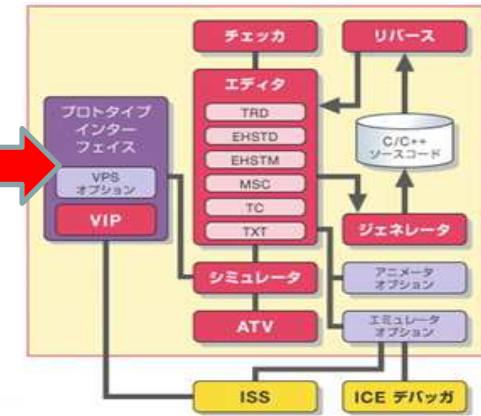 チェッカ
リバース
エディタ
TRD
EHSTD
EHSTM
MSC
TC
TXT
プロトタイプ
インター
フェイス
VPS
オプション
VIP
C/C++
ソースコード
ジェネレータ
シミュレータ
アニメータ
オプション
ATV
エミュレータ
オプション
ISS
ICE デバッガ